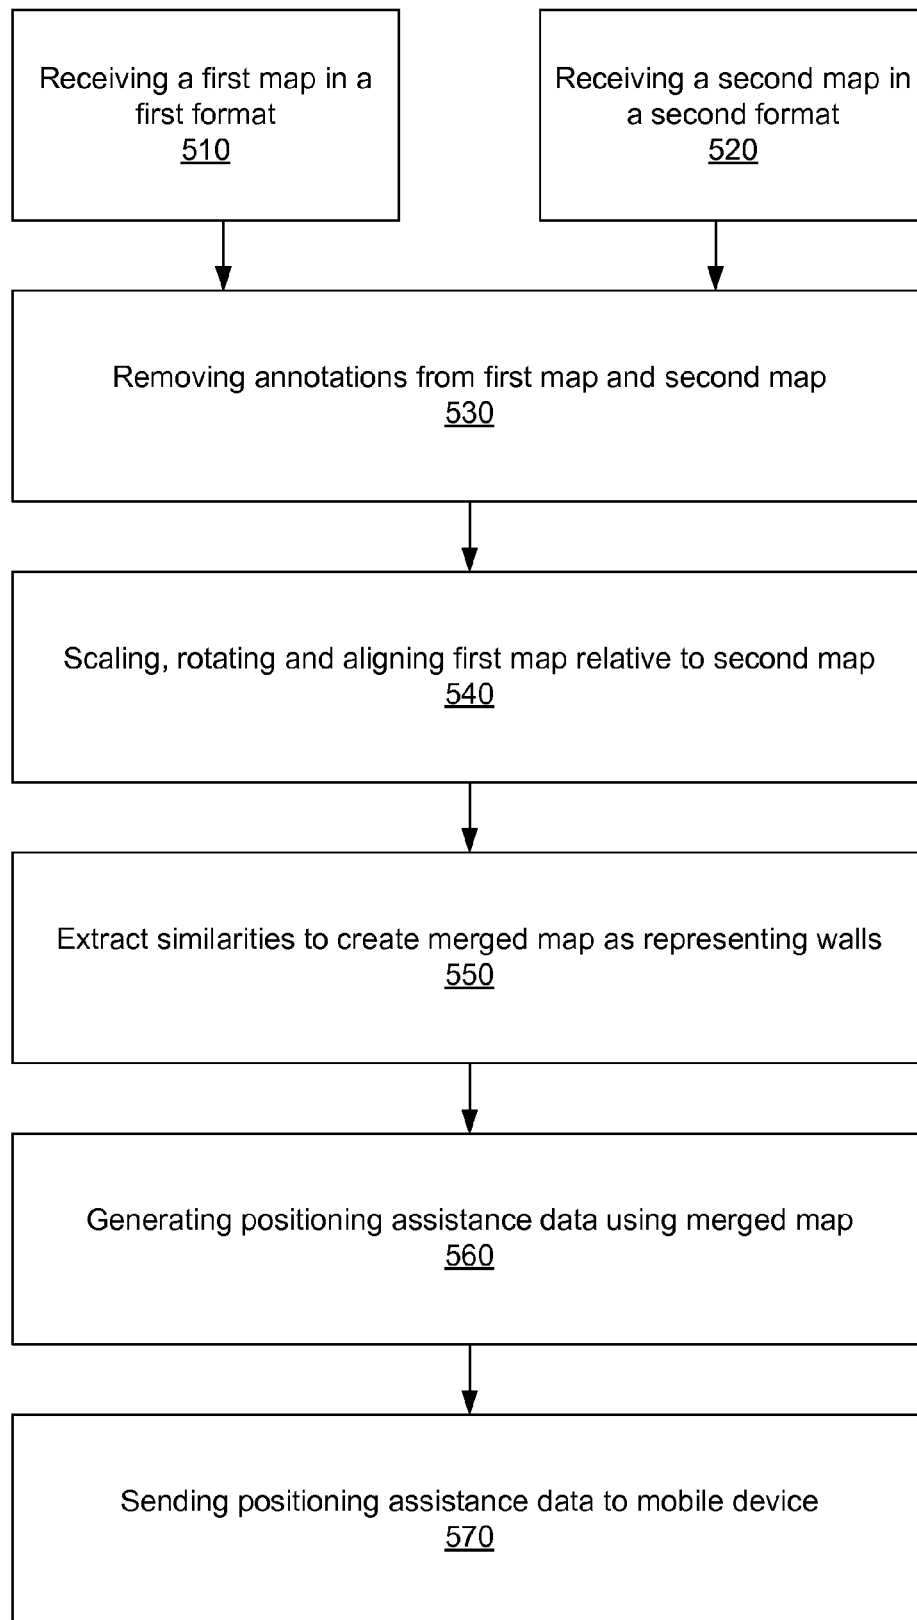 Receiving a first map in a
first format
510
Receiving a second map in
a second format
520
Removing annotations from first map and second map
530
Scaling, rotating and aligning first map relative to second map
540
Extract similarities to create merged map as representing walls
550
Generating positioning assistance data using merged map
560
Sending positioning assistance data to mobile device
570